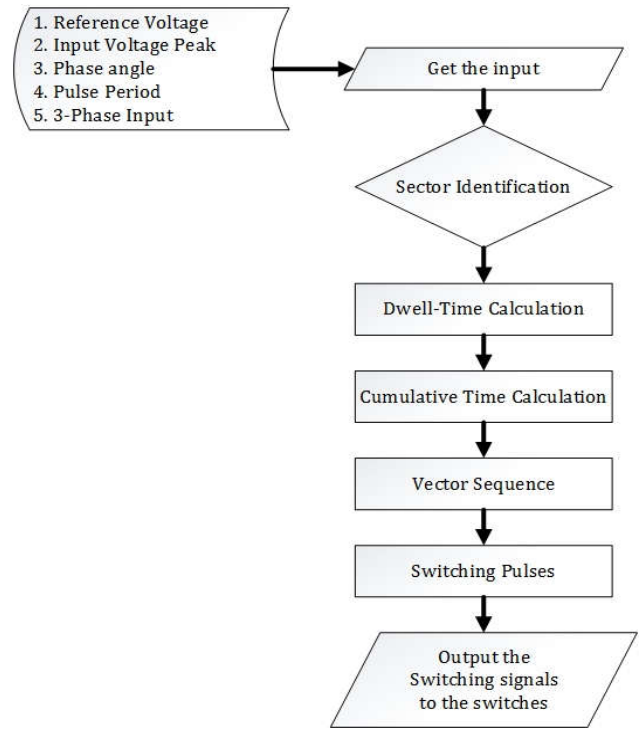 1. Reference Voltage
2. Input Voltage Peak
3. Phase angle
4. Pulse Period
5. 3-Phase Input
Get the input
Sector Identification
Dwell-Time Calculation
Cumulative Time Calculation
Vector Sequence
Switching Pulses
Output the
Switching signals
to the switches